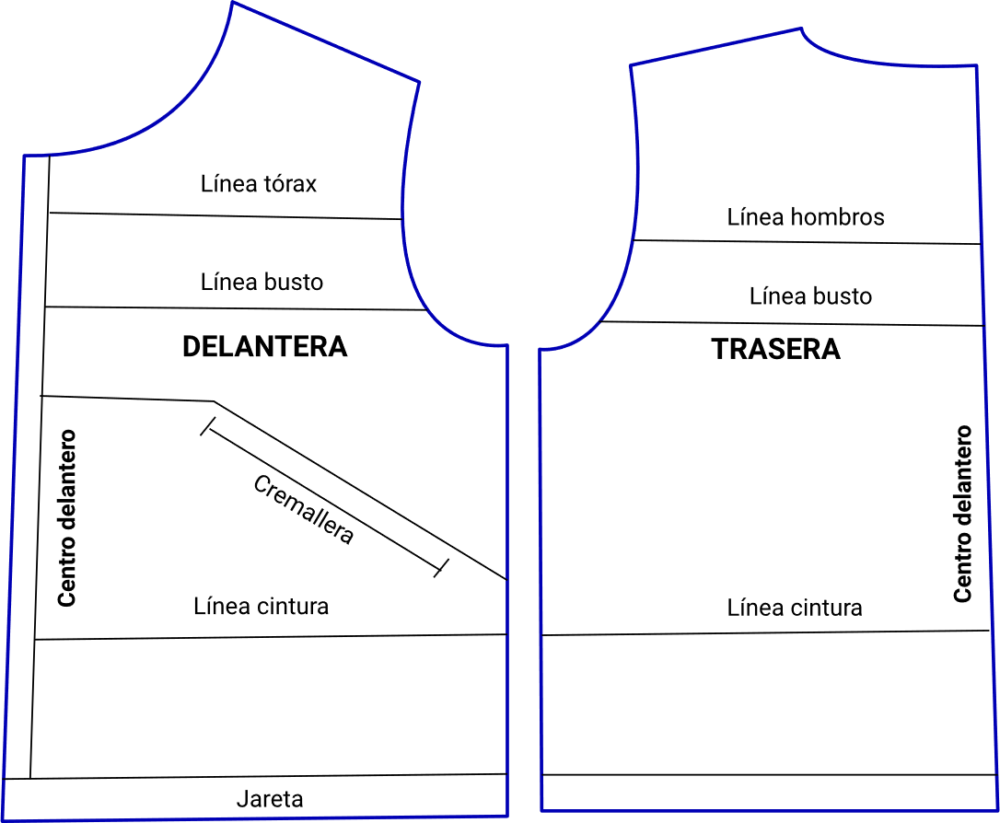 Línea tórax
Línea busto
DELANTERA
Centro delantero
Cremallera
Línea cintura
Jareta
Línea hombros
Línea busto
TRASERA
Centro delantero
Línea cintura